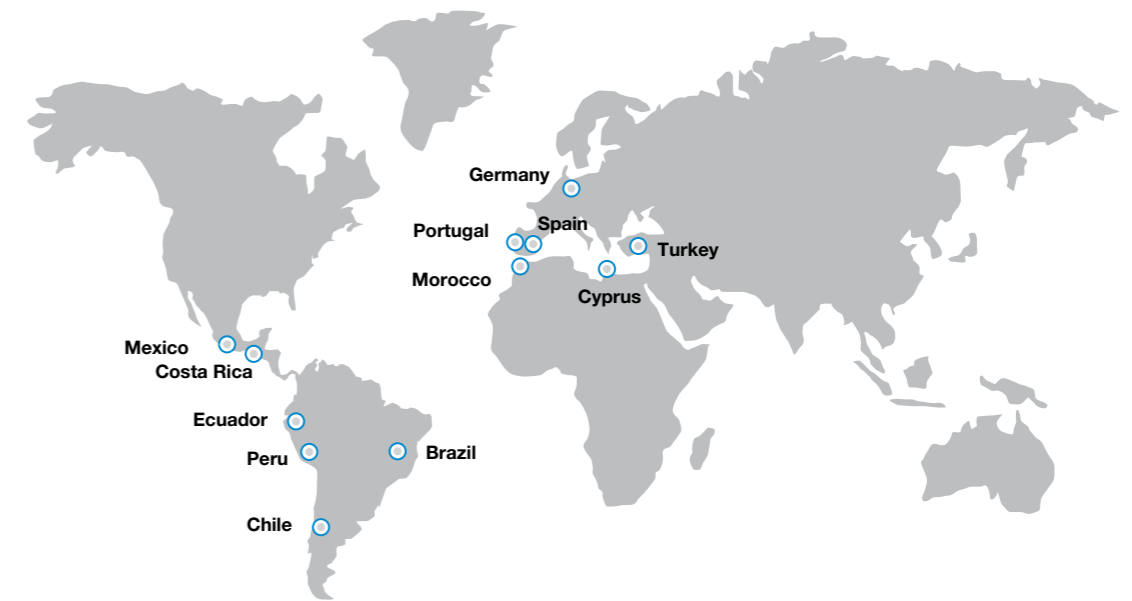 Germany
Spain
Portugal
Turkey
Morocco
Cyprus
Mexico
Costa Rica
Ecuador
Brazil
Peru
Chile